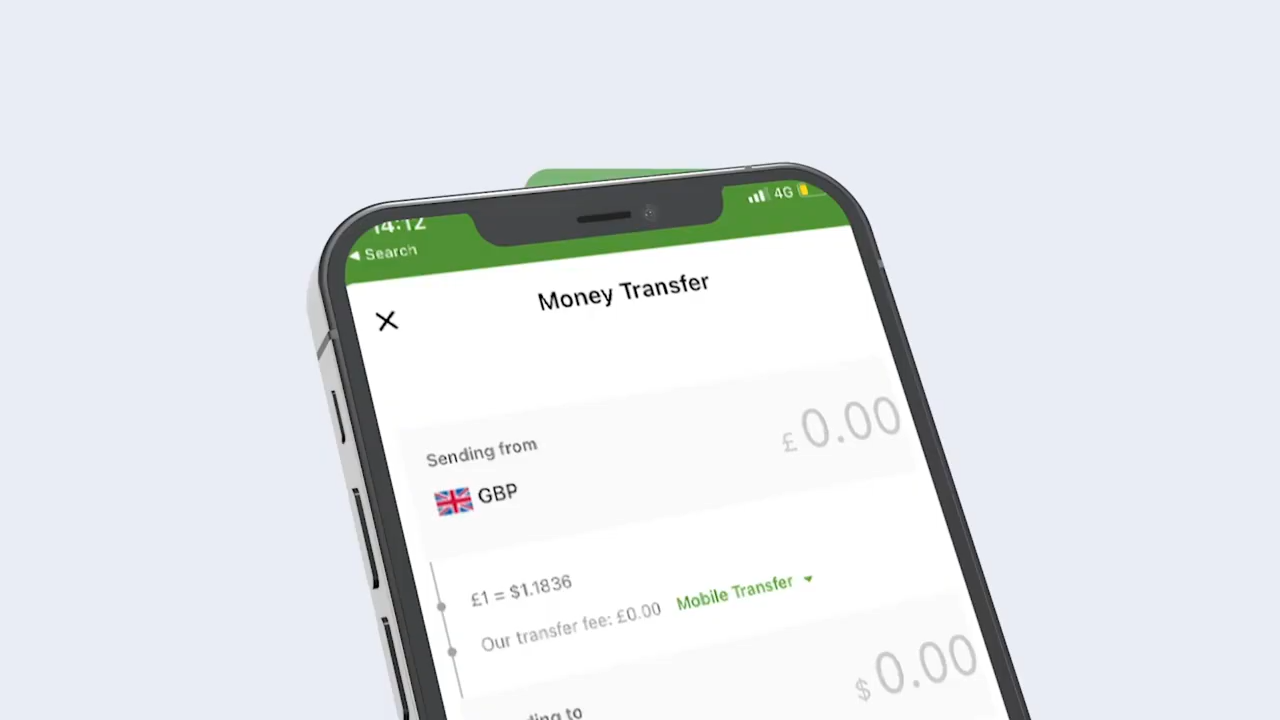 14:12
4G
Search
Money Transfer
Sending from
£ 0.00
GBP
£1 = $1.1836
Our transfer fee: £0.00 Mobile Transfer
$ 0.00
to